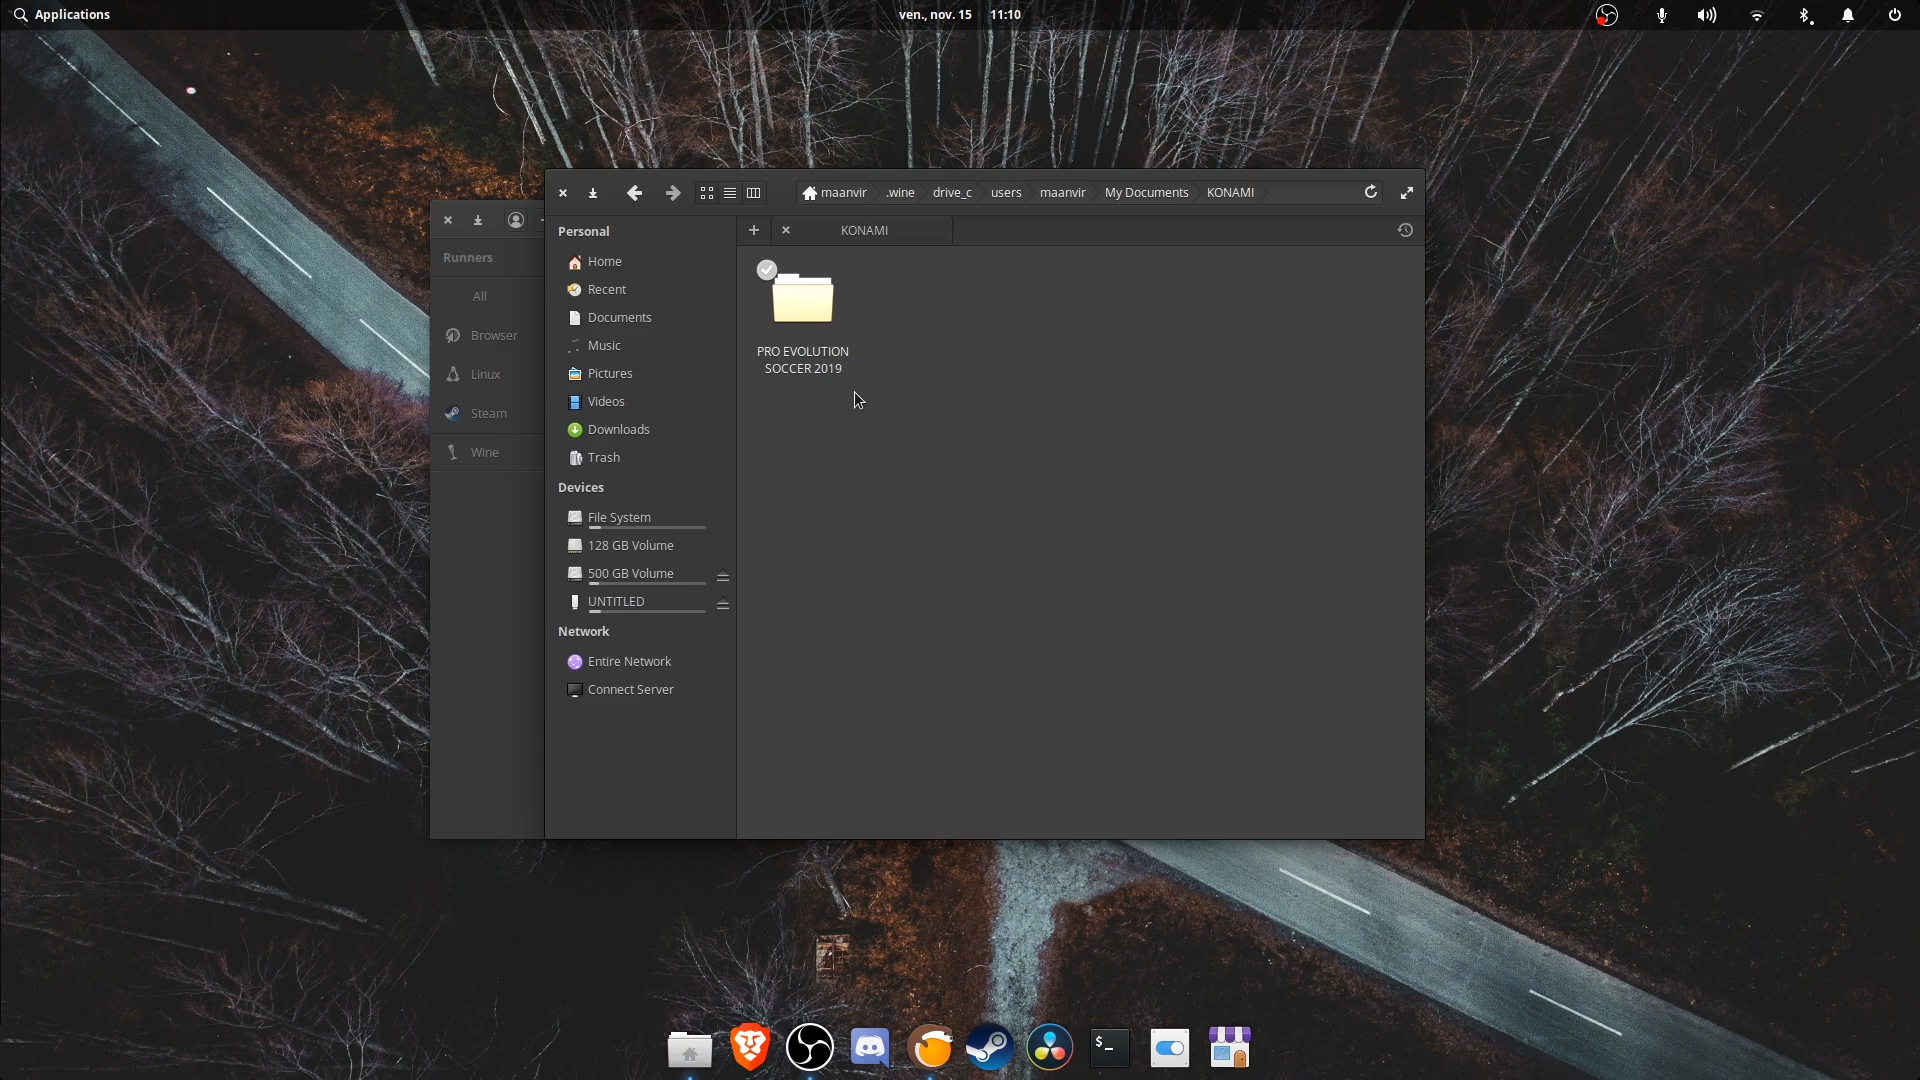 Applications
ven., nov. 15 11:10
maanvir .wine drive_c users maanvir My Documents KONAMI
Runners
All
Browser
Linux
Steam
Wine
Personal
Home
Recent
Documents
Music
Pictures
Videos
Downloads
Trash
Devices
File System
128 GB Volume
500 GB Volume
UNTITLED
Network
Entire Network
Connect Server
KONAMI
PRO EVOLUTION
SOCCER 2019
$_